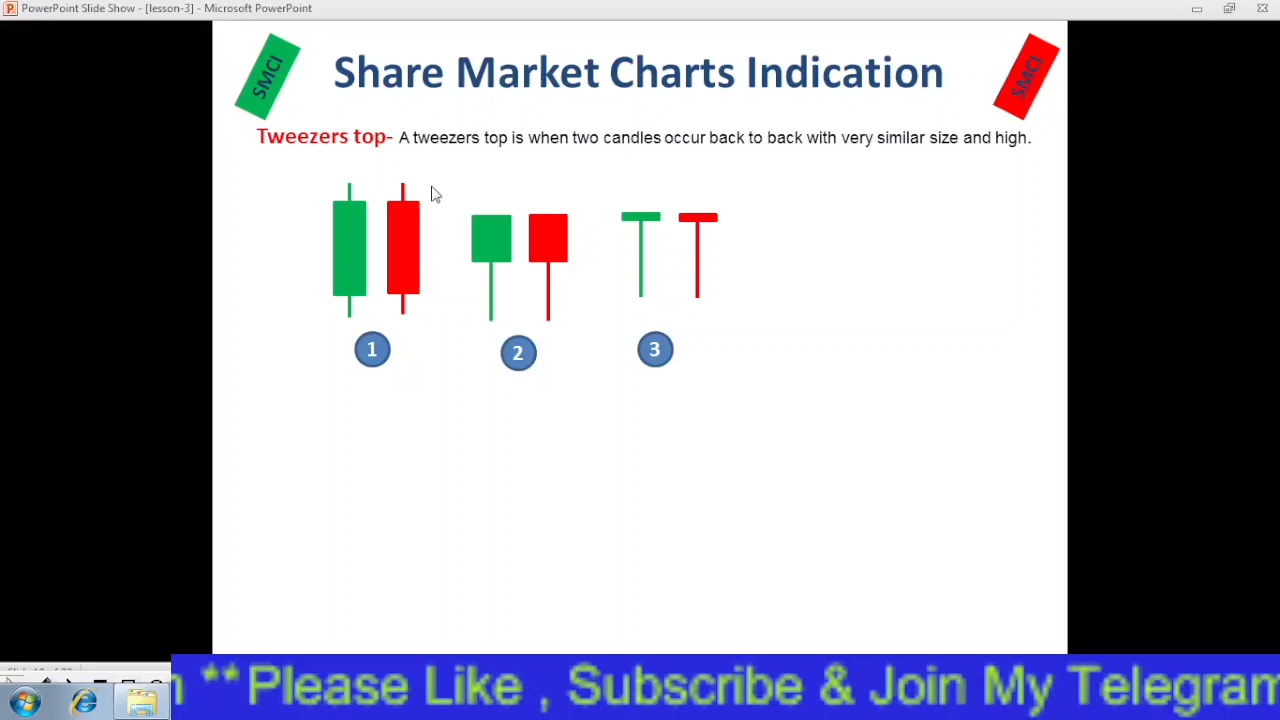 PowerPoint Slide Show - [lesson-3] - Microsoft PowerPoint
SMCI
Share Market Charts Indication
SMCI
Tweezers top- A tweezers top is when two candles occur back to back with very similar size and high.
1
2
3
**Please Like , Subscribe & Join My Telegram